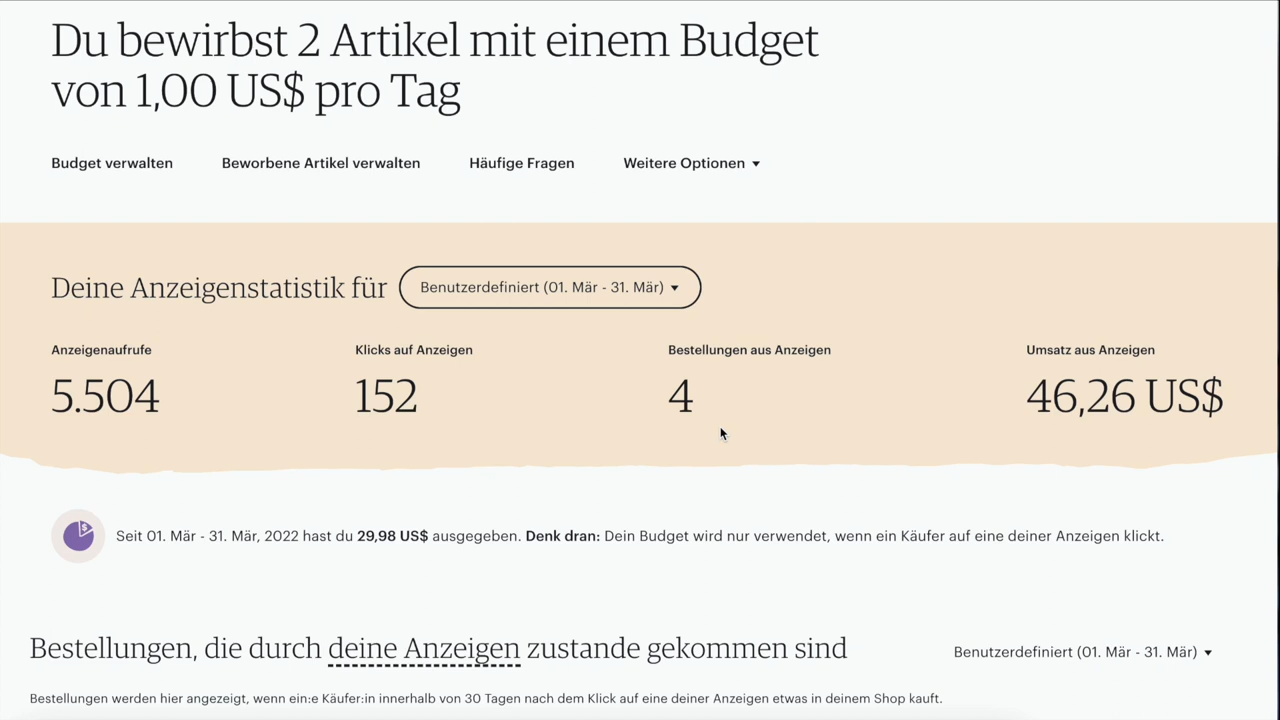 Du bewirbst 2 Artikel mit einem Budget
von 1,00 US$ pro Tag
Budget verwalten Beworbene Artikel verwalten Häufige Fragen Weitere Optionen
Deine Anzeigenstatistik für Benutzerdefiniert (01. Mär - 31. Mär)
Anzeigenaufrufe Klicks auf Anzeigen Bestellungen aus Anzeigen Umsatz aus Anzeigen
5.504 152 4 46,26 US$
Seit 01. Mär - 31. Mär, 2022 hast du 29,98 US$ ausgegeben. Denk dran: Dein Budget wird nur verwendet, wenn ein Käufer auf eine deiner Anzeigen klickt.
Bestellungen, die durch deine Anzeigen zustande gekommen sind Benutzerdefiniert (01. Mär - 31. Mär)
Bestellungen werden hier angezeigt, wenn ein:e Käufer:in innerhalb von 30 Tagen nach dem Klick auf eine deiner Anzeigen etwas in deinem Shop kauft.